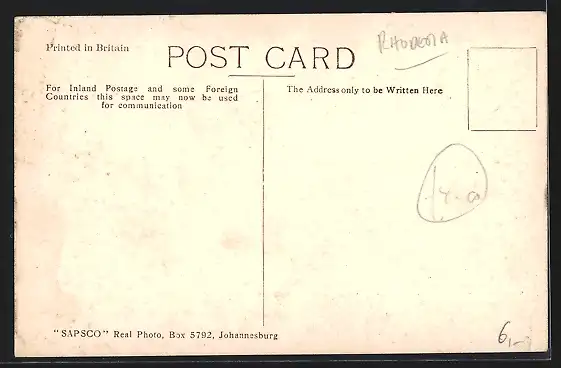 Printed in Britain
POST CARD
RHODESIA
For Inland Postage and some Foreign
Countries this space may now be used
for communication
The Address only to be Written Here
"SAPSCO" Real Photo, Box 5792, Johannesburg
6,-